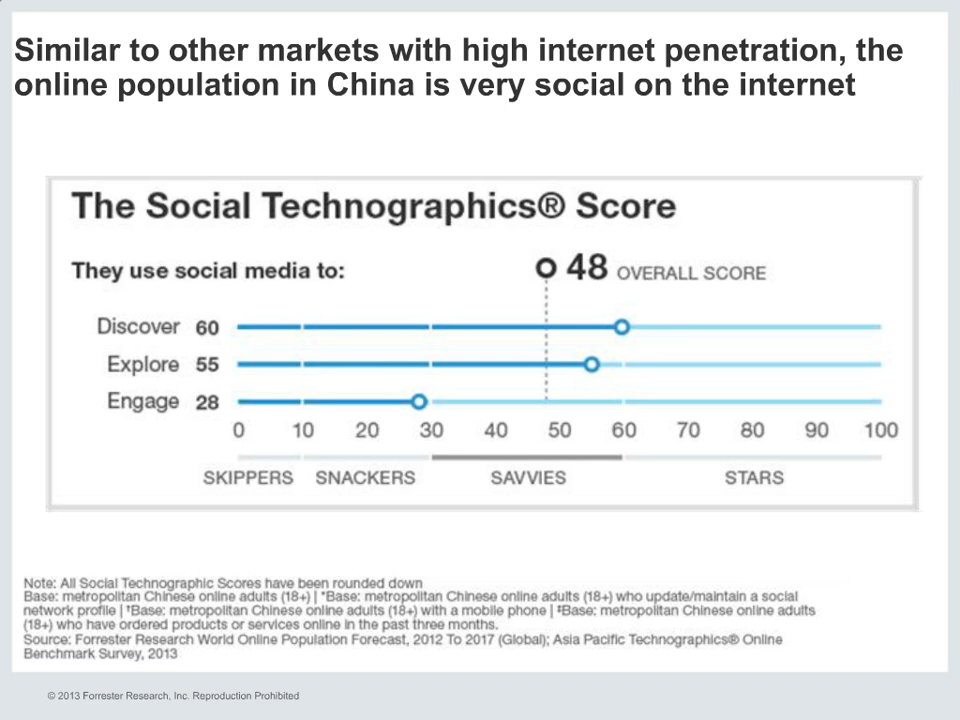 Similar to other markets with high internet penetration, the
online population in China is very social on the internet
The Social Technographics® Score
They use social media to:
48 OVERALL SCORE
Discover 60
Explore 55
Engage 28
0 10 20 30 40 50 60 70 80 90 100
SKIPPERS SNACKERS SAVVIES STARS
Note: All Social Technographic Scores have been rounded down
Base: metropolitan Chinese online adults (18+) | *Base: metropolitan Chinese online adults (18+) who update/maintain a social
network profile | †Base: metropolitan Chinese online adults (18+) with a mobile phone | ‡Base: metropolitan Chinese online adults
(18+) who have ordered products or services online in the past three months.
Source: Forrester Research World Online Population Forecast, 2012 To 2017 (Global); Asia Pacific Technographics® Online
Benchmark Survey, 2013
© 2013 Forrester Research, Inc. Reproduction Prohibited